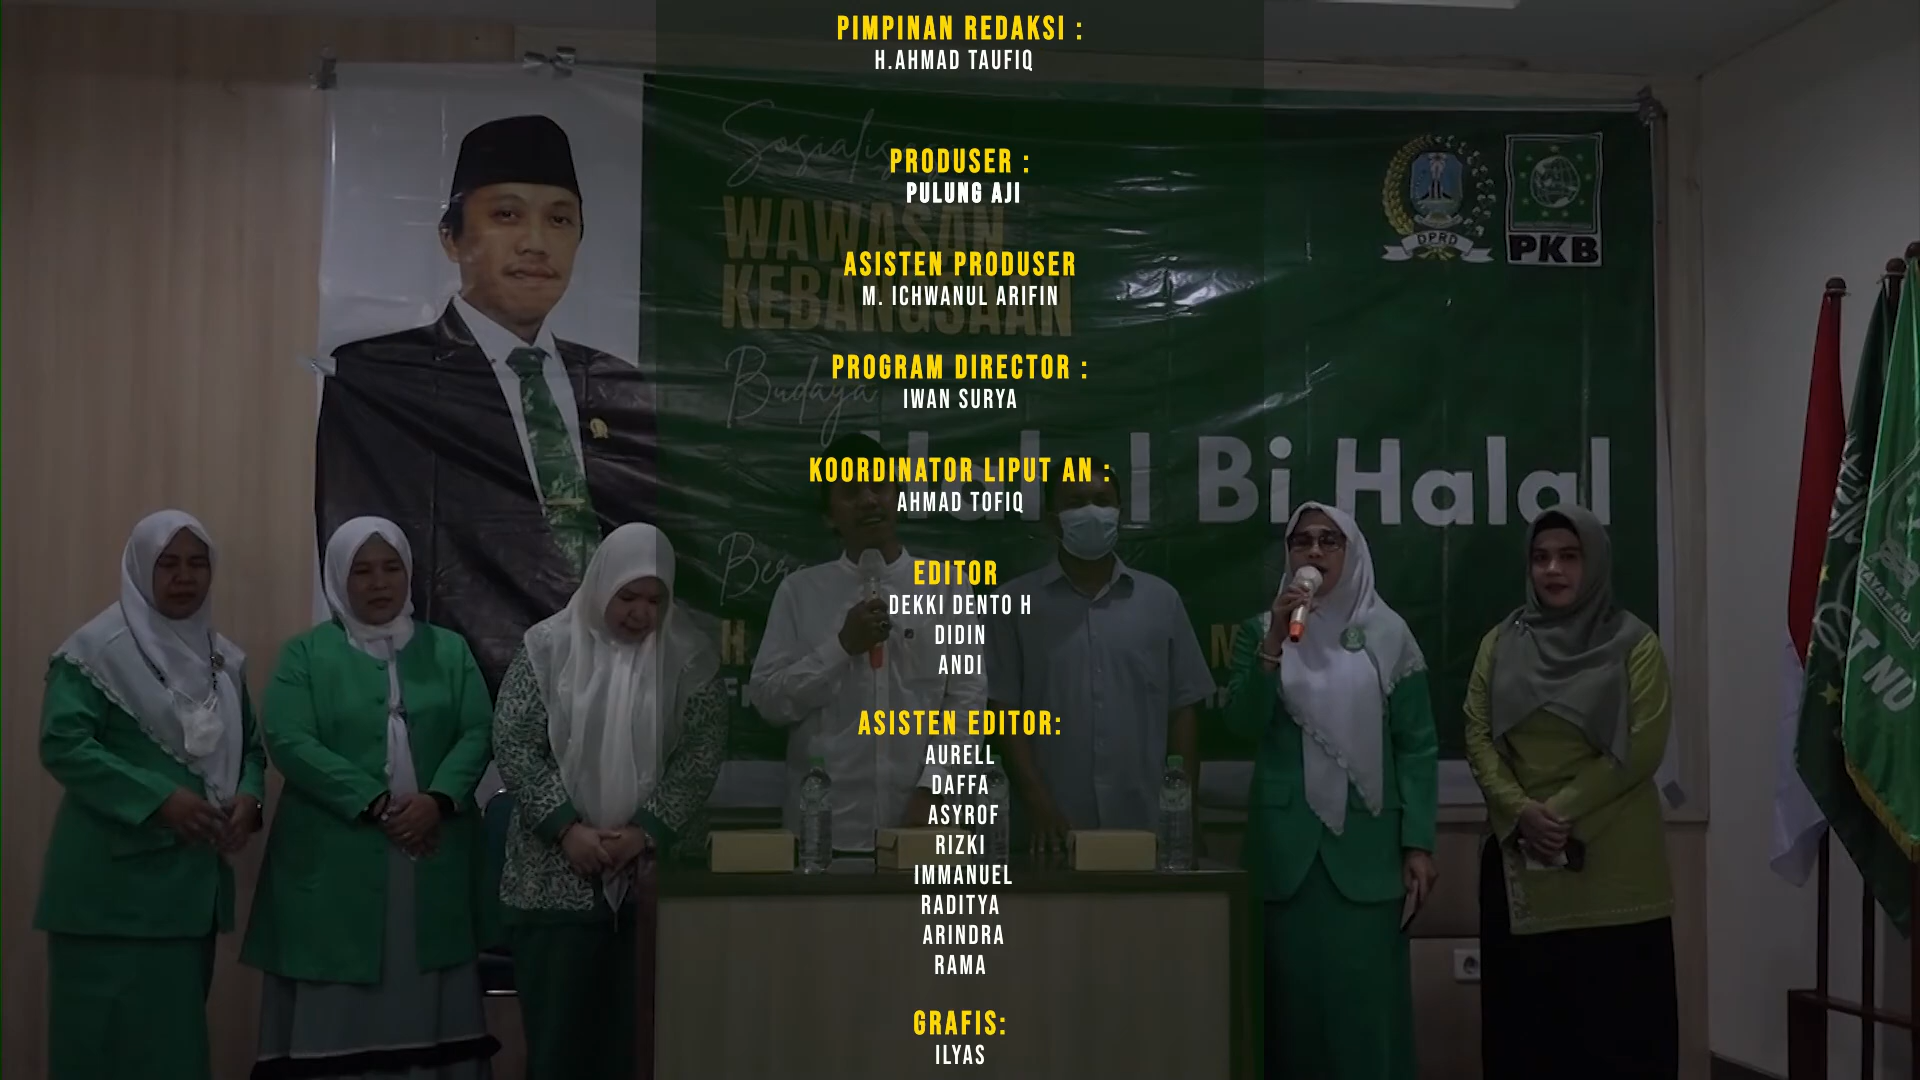 PIMPINAN REDAKSI :
H.AHMAD TAUFIQ
PRODUSER :
PULUNG AJI
ASISTEN PRODUSER
M. ICHWANUL ARIFIN
PROGRAM DIRECTOR :
IWAN SURYA
KOORDINATOR LIPUT AN :
AHMAD TOFIQ
EDITOR
DEKKI DENTO H
DIDIN
ANDI
ASISTEN EDITOR:
AURELL
DAFFA
ASYROF
RIZKI
IMMANUEL
RADITYA
ARINDRA
RAMA
GRAFIS:
ILYAS
WAWASAN
KEBANGSAAN
Budaya
Bi Halal
DPRD
PKB
NU